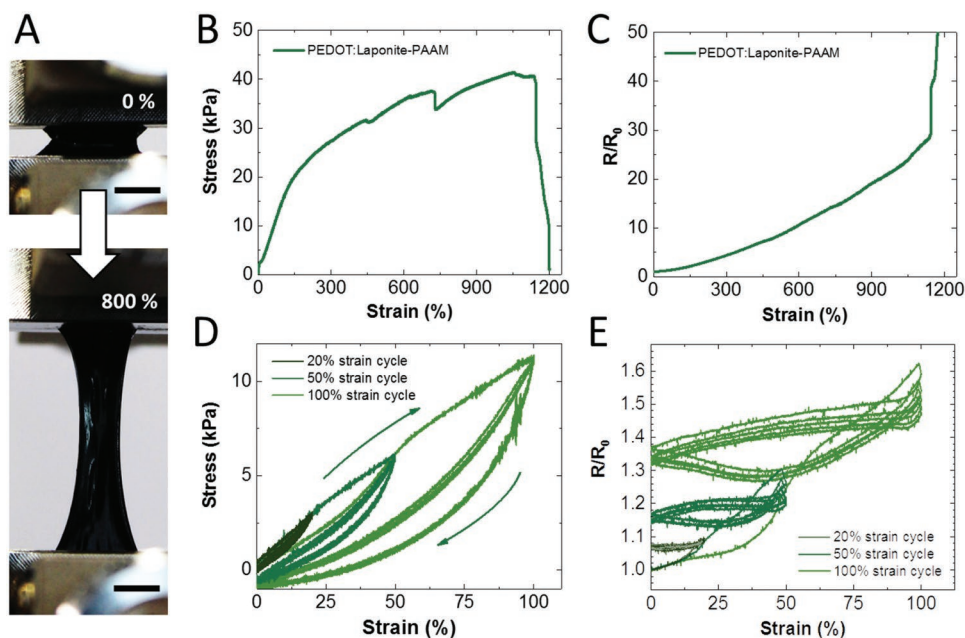 A
0 %
800 %
B
PEDOT:Laponite-PAAM
Stress (kPa)
50
40
30
20
10
0
0 300 600 900 1200
Strain (%)
C
PEDOT:Laponite-PAAM
R/R0
50
40
30
20
10
0
0 300 600 900 1200
Strain (%)
D
20% strain cycle
50% strain cycle
100% strain cycle
Stress (kPa)
10
5
0
0 25 50 75 100
Strain (%)
E
R/R0
1.6
1.5
1.4
1.3
1.2
1.1
1.0
20% strain cycle
50% strain cycle
100% strain cycle
0 25 50 75 100
Strain (%)